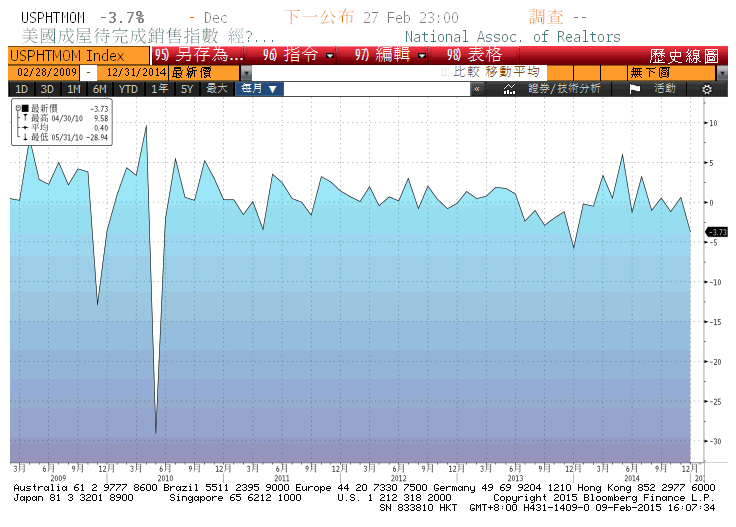 USPHTMOM -3.7% - Dec 下一公布 27 Feb 23:00 調查 --
美國成屋待完成銷售指數 經?... National Assoc. of Realtors
USPHTMOM Index 95) 另存為... 96) 指令 97) 編輯 98) 表格 歷史線圖
02/28/2009 - 12/31/2014 最新價 比較 移動平均 無下圖
1D 3D 1M 6M YTD 1年 5Y 最大 每月 ▼ « 證券/技術分析 活動
最新價 -3.73
最高 04/30/10 9.58
平均 0.40
最低 05/31/10 -28.94
10
5
0
-3.73
-5
-10
-15
-20
-25
-30
3月 6月 9月 12月 3月 6月 9月 12月 3月 6月 9月 12月 3月 6月 9月 12月 3月 6月 9月 12月 3月 6月 9月 12月
2009 2010 2011 2012 2013 2014
Australia 61 2 9777 8600 Brazil 5511 2395 9000 Europe 44 20 7330 7500 Germany 49 69 9204 1210 Hong Kong 852 2977 6000
Japan 81 3 3201 8900 Singapore 65 6212 1000 U.S. 1 212 318 2000 Copyright 2015 Bloomberg Finance L.P.
SN 833810 HKT GMT+8:00 H431-1409-0 09-Feb-2015 16:07:34